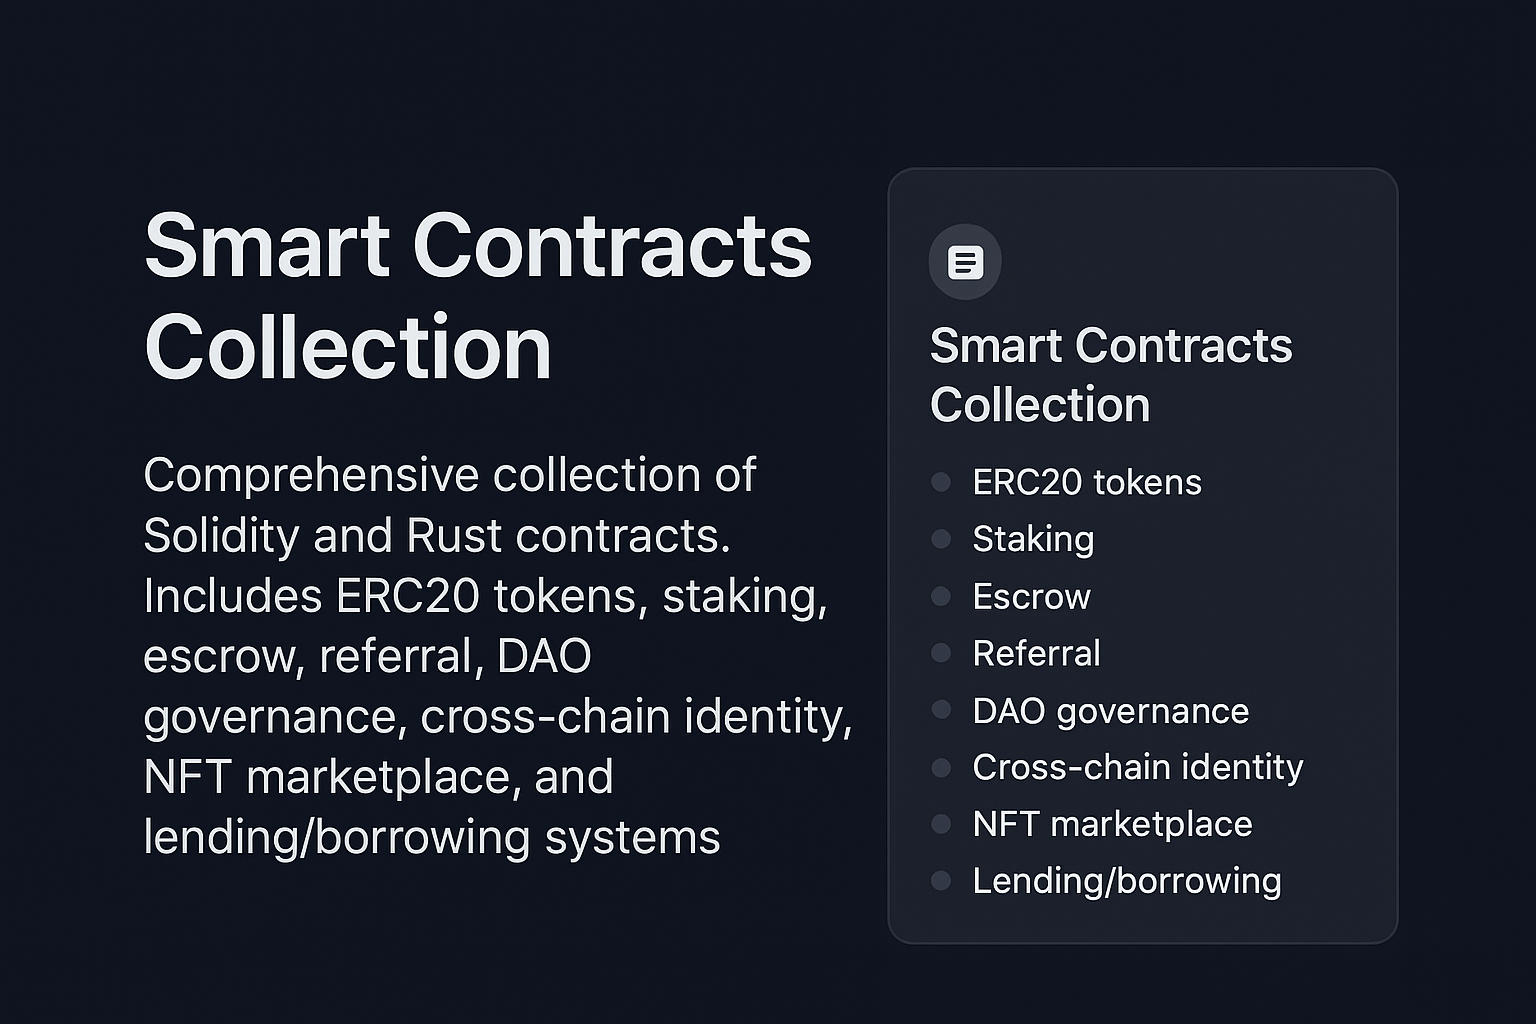 Smart Contracts
Collection
Comprehensive collection of
Solidity and Rust contracts.
Includes ERC20 tokens, staking,
escrow, referral, DAO
governance, cross-chain identity,
NFT marketplace, and
lending/borrowing systems
Smart Contracts
Collection
ERC20 tokens
Staking
Escrow
Referral
DAO governance
Cross-chain identity
NFT marketplace
Lending/borrowing